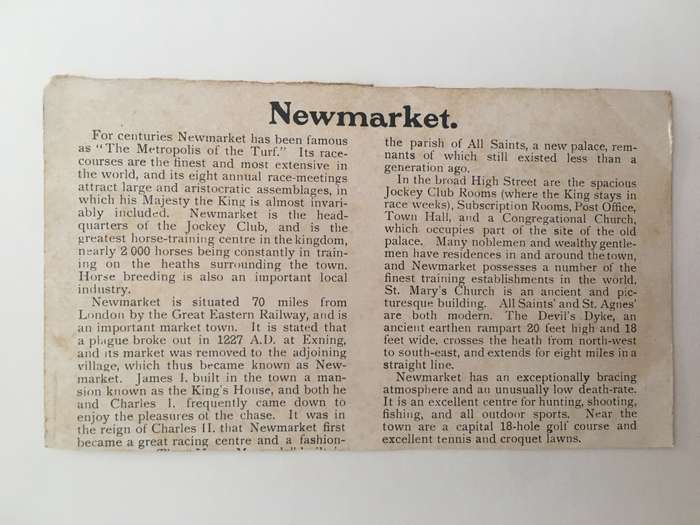 Newmarket.
For centuries Newmarket has been famous
as "The Metropolis of the Turf." Its race-
courses are the finest and most extensive in
the world, and its eight annual race-meetings
attract large and aristocratic assemblages, in
which his Majesty the King is almost invari-
ably included. Newmarket is the head-
quarters of the Jockey Club, and is the
greatest horse-training centre in the kingdom,
nearly 2 000 horses being constantly in train-
ing on the heaths surrounding the town.
Horse breeding is also an important local
industry.
Newmarket is situated 70 miles from
London by the Great Eastern Railway, and is
an important market town. It is stated that
a plague broke out in 1227 A.D. at Exning,
and its market was removed to the adjoining
village, which thus became known as New-
market. James I. built in the town a man-
sion known as the King's House, and both he
and Charles I. frequently came down to
enjoy the pleasures of the chase. It was in
the reign of Charles II. that Newmarket first
became a great racing centre and a fashion-
the parish of All Saints, a new palace, rem-
nants of which still existed less than a
generation ago.
In the broad High Street are the spacious
Jockey Club Rooms (where the King stays in
race weeks), Subscription Rooms, Post Office,
Town Hall, and a Congregational Church,
which occupies part of the site of the old
palace. Many noblemen and wealthy gentle-
men have residences in and around the town,
and Newmarket possesses a number of the
finest training establishments in the world.
St. Mary's Church is an ancient and pic-
turesque building. All Saints' and St. Agnes'
are both modern. The Devil's Dyke, an
ancient earthen rampart 20 feet high and 18
feet wide, crosses the heath from north-west
to south-east, and extends for eight miles in a
straight line.
Newmarket has an exceptionally bracing
atmosphere and an unusually low death-rate.
It is an excellent centre for hunting, shooting,
fishing, and all outdoor sports. Near the
town are a capital 18-hole golf course and
excellent tennis and croquet lawns.